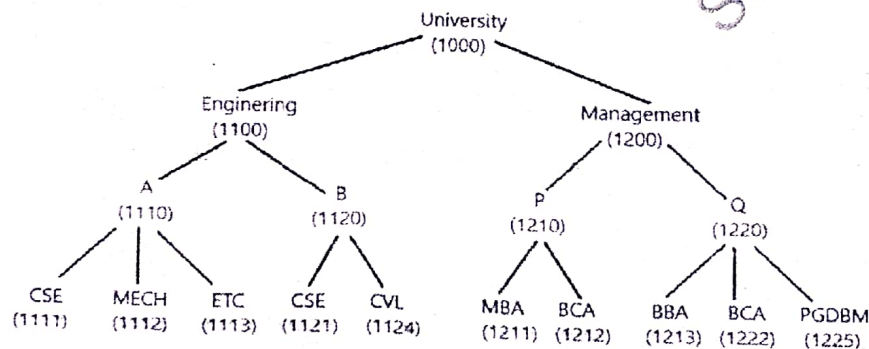 University
(1000)
Enginering
(1100)
Management
(1200)
A
(1110)
B
(1120)
P
(1210)
Q
(1220)
CSE
(1111)
MECH
(1112)
ETC
(1113)
CSE
(1121)
CVL
(1124)
MBA
(1211)
BCA
(1212)
BBA
(1213)
BCA
(1222)
PGDBM
(1225)